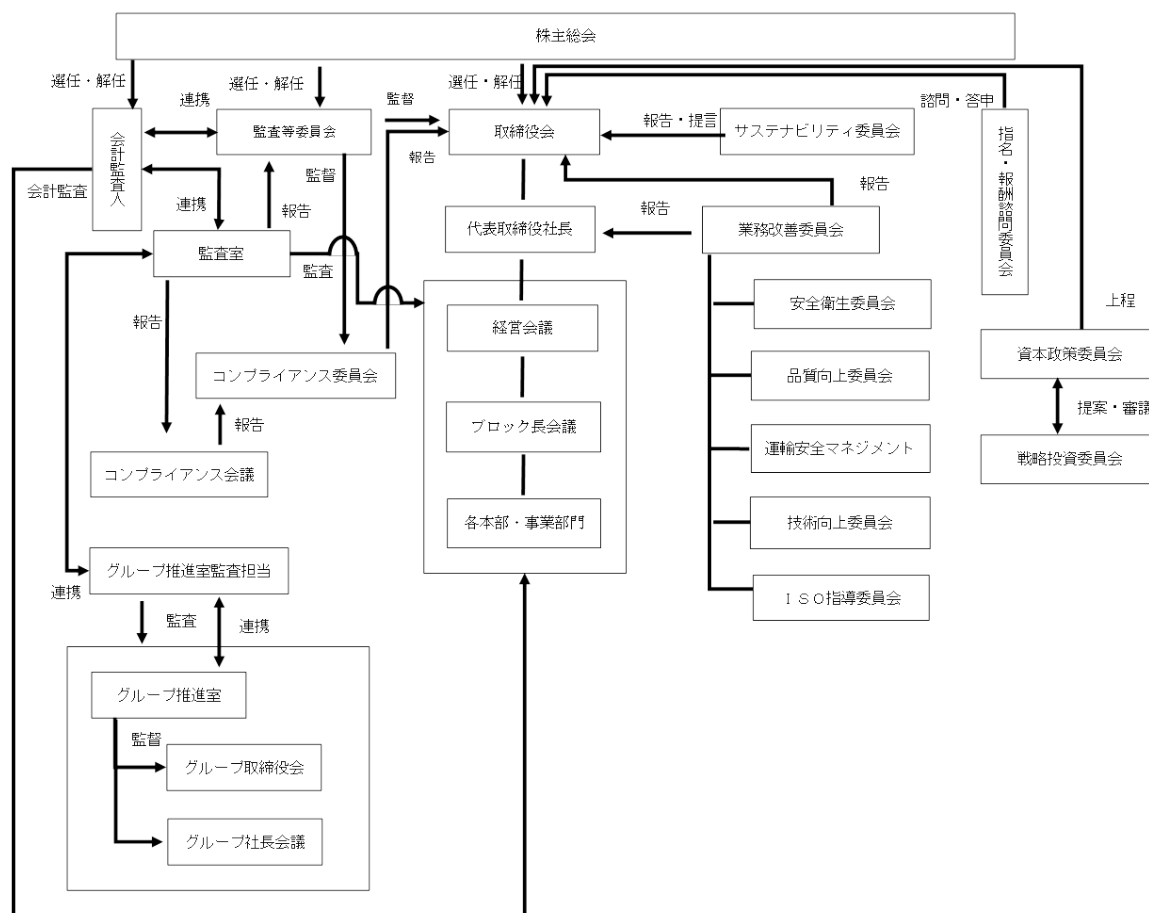 株主総会
選任・解任
選任・解任
選任・解任
諮問・答申
連携
監督
会計監査人
監査等委員会
取締役会
報告・提言
サステナビリティ委員会
指名・報酬諮問委員会
報告
会計監査
連携
報告
監督
報告
報告
代表取締役社長
業務改善委員会
監査室
監査
安全衛生委員会
上程
報告
経営会議
資本政策委員会
コンプライアンス委員会
品質向上委員会
提案・審議
報告
ブロック長会議
運輸安全マネジメント
戦略投資委員会
コンプライアンス会議
各本部・事業部門
技術向上委員会
グループ推進室監査担当
連携
ISO指導委員会
監査
連携
グループ推進室
監督
グループ取締役会
グループ社長会議